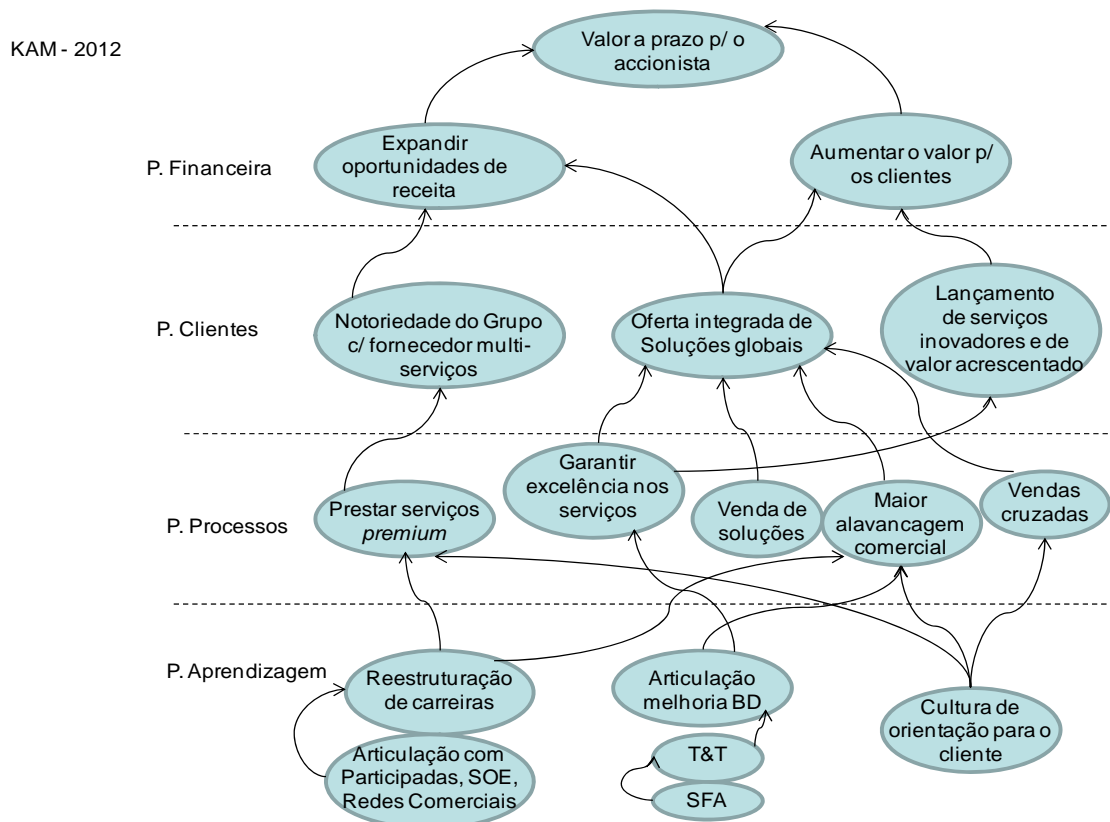 KAM - 2012
Valor a prazo p/ o
accionista
P. Financeira
Expandir
oportunidades de
receita
Aumentar o valor p/
os clientes
P. Clientes
Notoriedade do Grupo
c/ fornecedor multi-
serviços
Oferta integrada de
Soluções globais
Lançamento
de serviços
inovadores e de
valor acrescentado
P. Processos
Prestar serviços
premium
Garantir
excelência nos
serviços
Venda de
soluções
Maior
alavancagem
comercial
Vendas
cruzadas
P. Aprendizagem
Reestruturação
de carreiras
Articulação com
Participadas, SOE,
Redes Comerciais
Articulação
melhoria BD
T&T
SFA
Cultura de
orientação para o
cliente